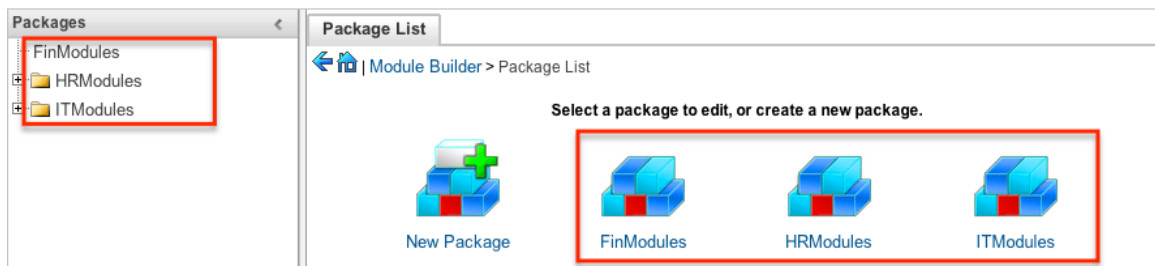 Packages
FinModules
HRModules
ITModules
Package List
| Module Builder > Package List
Select a package to edit, or create a new package.
New Package
FinModules
HRModules
ITModules